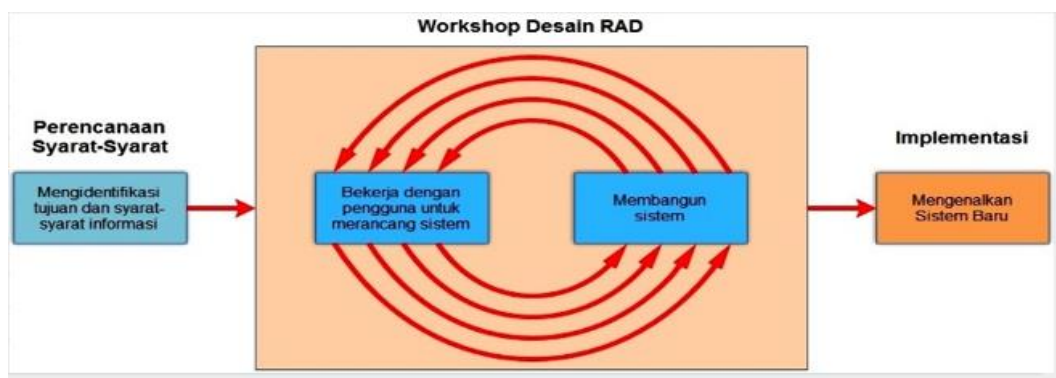 Workshop Desain RAD
Perencanaan
Syarat-Syarat
Mengidentifikasi
tujuan dan syarat-
syarat informasi
Bekerja dengan
pengguna untuk
merancang sistem
Membangun
sistem
Implementasi
Mengenalkan
Sistem Baru